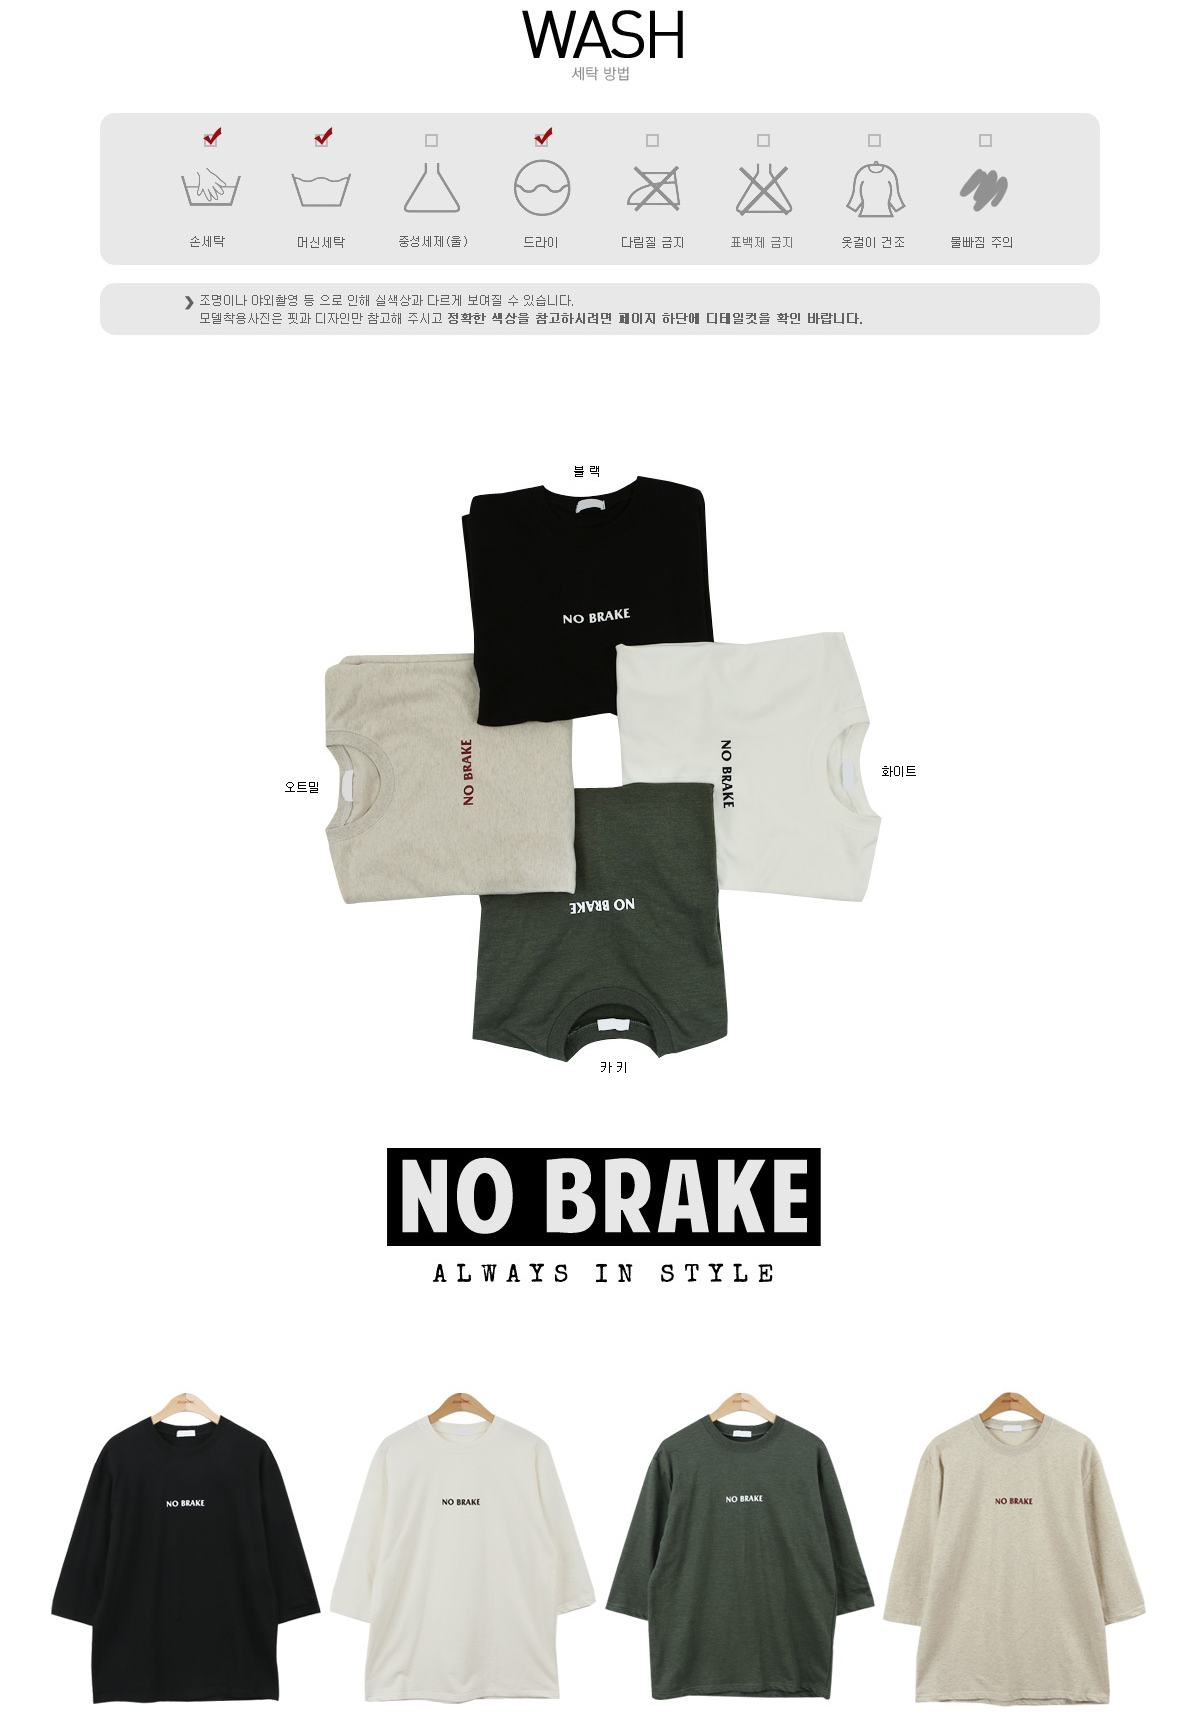 WASH
세탁 방법
손세탁
머신세탁
중성세제(울)
드라이
다림질 금지
표백제 금지
옷걸이 건조
물빠짐 주의
조명이나 야외촬영 등 으로 인해 실색상과 다르게 보여질 수 있습니다.
모델착용사진은 핏과 디자인만 참고해 주시고 정확한 색상을 참고하시려면 페이지 하단에 디테일컷을 확인 바랍니다.
블랙
NO BRAKE
NO BRAKE
NO BRAKE
오트밀
화이트
NO BRAKE
카키
NO BRAKE
ALWAYS IN STYLE
NO BRAKE
NO BRAKE
NO BRAKE
NO BRAKE